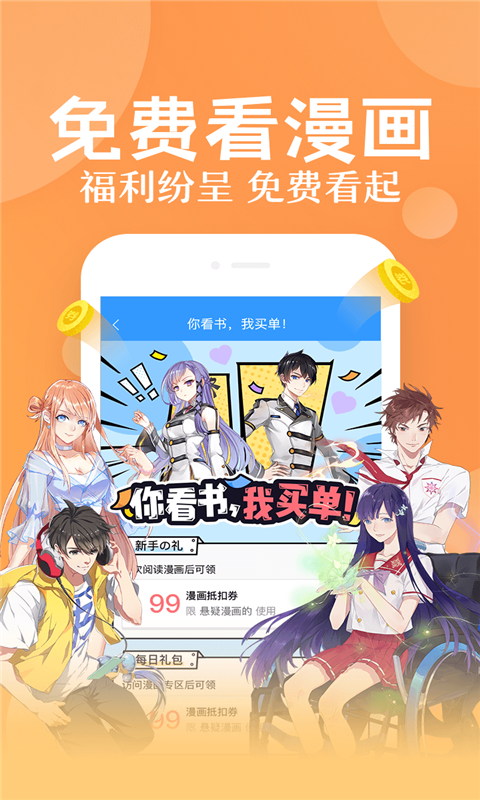 免费看漫画
福利纷呈 免费看起
你看书，我买单！
你看书,我买单!
新手の礼
次阅读漫画后可领
99 漫画抵扣券
限 悬疑漫画的 使用
每日礼包
访问漫 专区后可领
99 漫画抵扣券
限 悬疑漫画